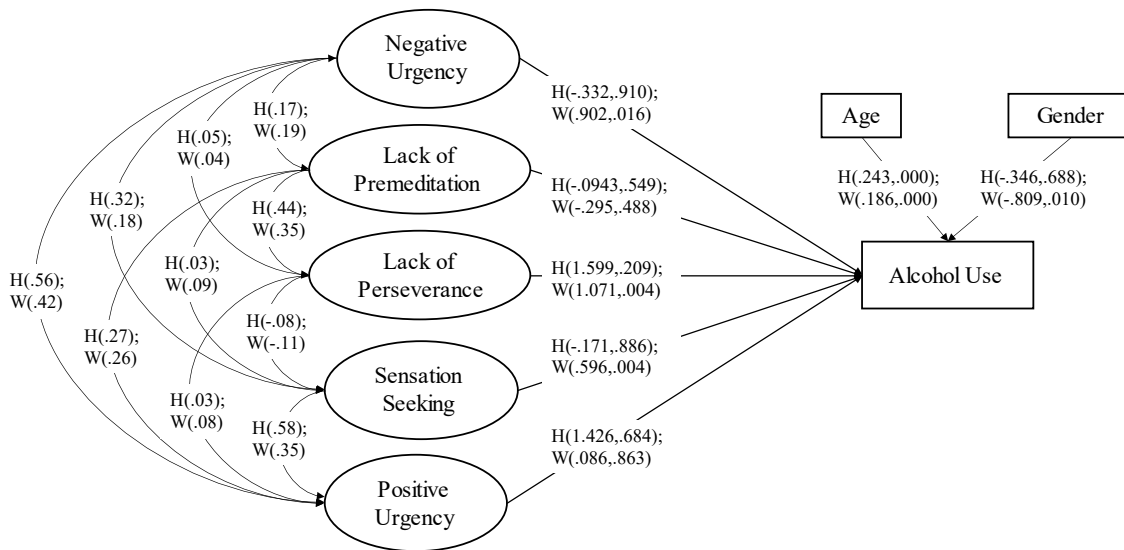 Negative
Urgency
H(-.332,.910);
W(.902,.016)
Age
Gender
H(.17);
W(.19)
H(.05);
W(.04)
Lack of
Premeditation
H(.243,.000);
W(.186,.000)
H(-.346,.688);
W(-.809,.010)
H(.32);
W(.18)
H(-.0943,.549);
W(-.295,.488)
H(.44);
W(.35)
H(.56);
W(.42)
H(.03);
W(.09)
Lack of
Perseverance
H(1.599,.209);
W(1.071,.004)
Alcohol Use
H(.27);
W(.26)
H(-.08);
W(-.11)
H(-.171,.886);
W(.596,.004)
Sensation
Seeking
H(.03);
W(.08)
H(.58);
W(.35)
H(1.426,.684);
W(.086,.863)
Positive
Urgency